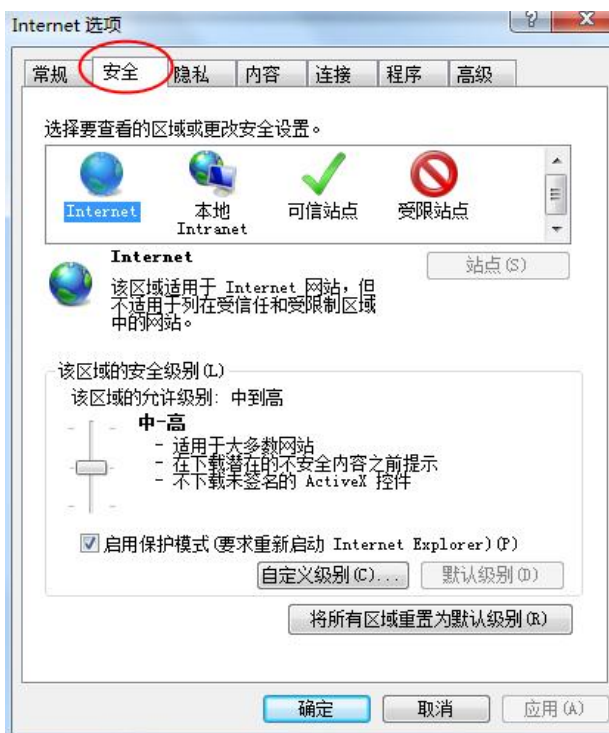 Internet 选项
常规 安全 隐私 内容 连接 程序 高级
选择要查看的区域或更改安全设置。
Internet 本地 可信站点 受限站点
Intranet
Internet
站点(S)
该区域适用于 Internet 网站，但
不适用于列在受信任和受限制区域
中的网站。
该区域的安全级别(L)
该区域的允许级别: 中到高
中-高
- 适用于大多数网站
- 在下载潜在的不安全内容之前提示
- 不下载未签名的 ActiveX 控件
启用保护模式(要求重新启动 Internet Explorer)(P)
自定义级别(C)... 默认级别(D)
将所有区域重置为默认级别(R)
确定 取消 应用(A)